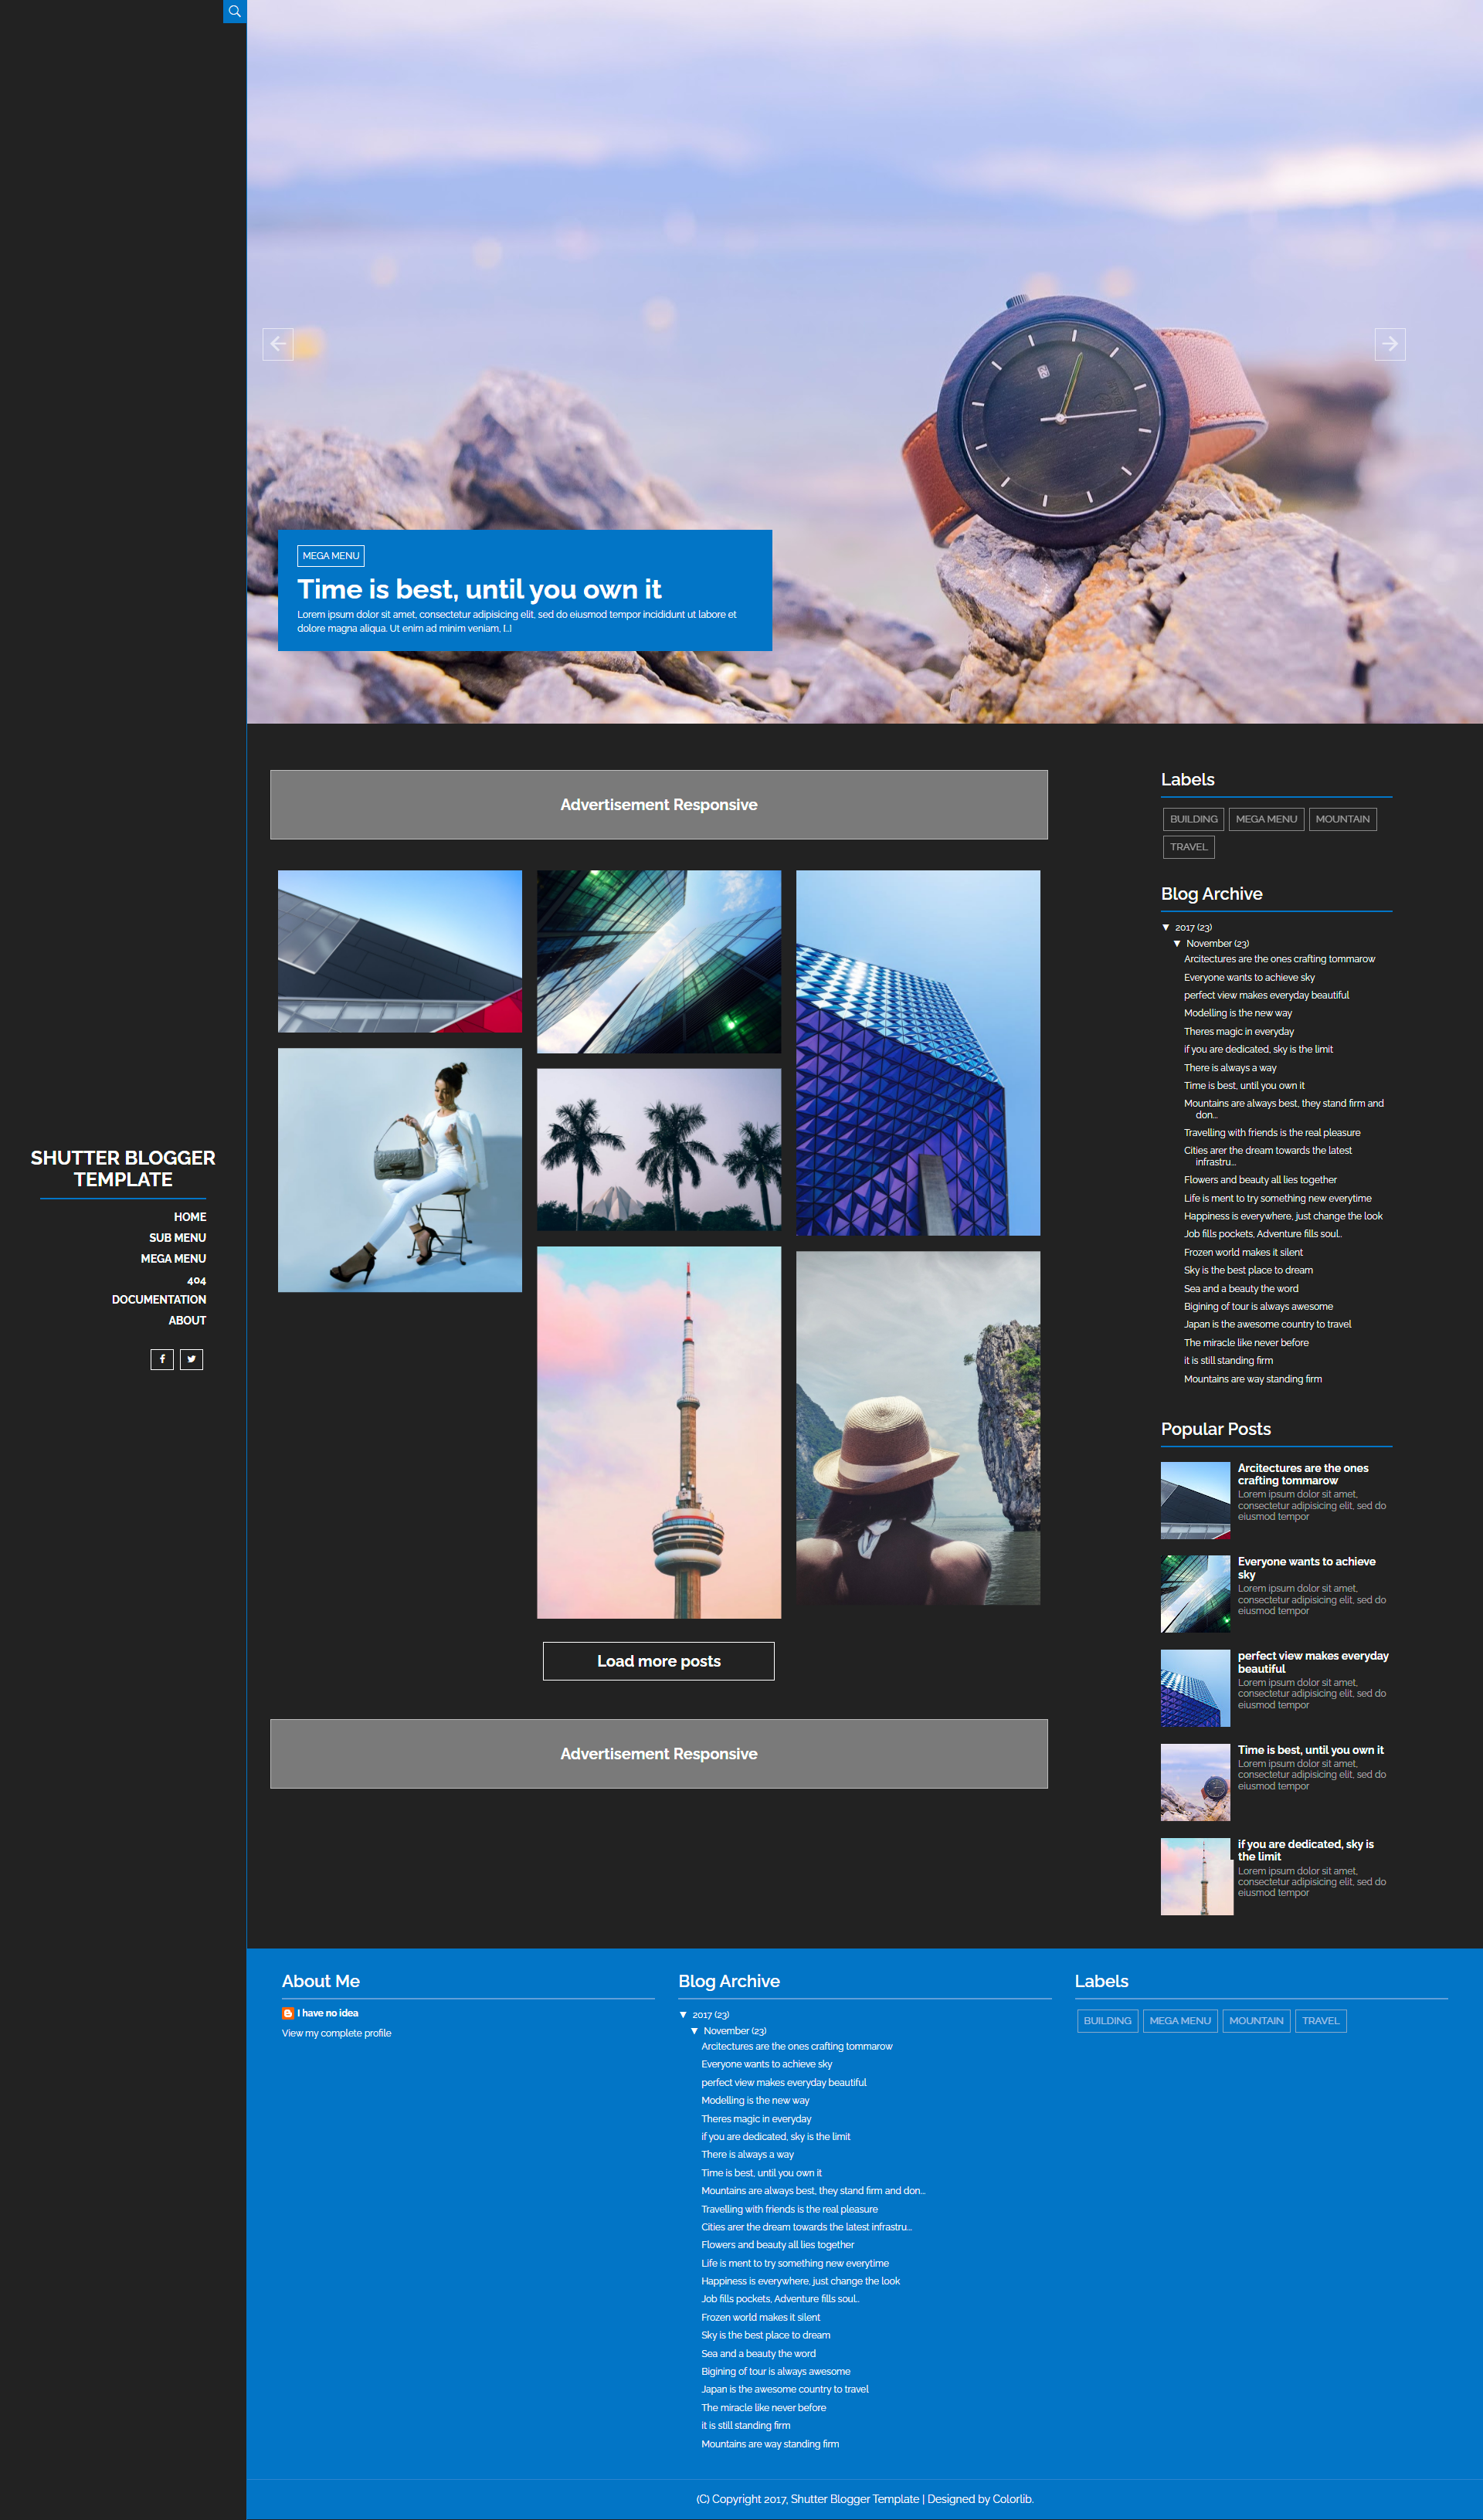 MEGA MENU
Time is best, until you own it
Lorem ipsum dolor sit amet, consectetur adipisicing elit, sed do eiusmod tempor incididunt ut labore et
dolore magna aliqua. Ut enim ad minim veniam, [...]
SHUTTER BLOGGER
TEMPLATE
HOME
SUB MENU
MEGA MENU
404
DOCUMENTATION
ABOUT
Advertisement Responsive
Load more posts
Advertisement Responsive
Labels
BUILDING
MEGA MENU
MOUNTAIN
TRAVEL
Blog Archive
▼ 2017 (23)
▼ November (23)
Arcitectures are the ones crafting tommarow
Everyone wants to achieve sky
perfect view makes everyday beautiful
Modelling is the new way
Theres magic in everyday
if you are dedicated, sky is the limit
There is always a way
Time is best, until you own it
Mountains are always best, they stand firm and
don...
Travelling with friends is the real pleasure
Cities arer the dream towards the latest
infrastru...
Flowers and beauty all lies together
Life is ment to try something new everytime
Happiness is everywhere, just change the look
Job fills pockets, Adventure fills soul..
Frozen world makes it silent
Sky is the best place to dream
Sea and a beauty the word
Bigining of tour is always awesome
Japan is the awesome country to travel
The miracle like never before
it is still standing firm
Mountains are way standing firm
Popular Posts
Arcitectures are the ones
crafting tommarow
Lorem ipsum dolor sit amet,
consectetur adipisicing elit, sed do
eiusmod tempor
Everyone wants to achieve
sky
Lorem ipsum dolor sit amet,
consectetur adipisicing elit, sed do
eiusmod tempor
perfect view makes everyday
beautiful
Lorem ipsum dolor sit amet,
consectetur adipisicing elit, sed do
eiusmod tempor
Time is best, until you own it
Lorem ipsum dolor sit amet,
consectetur adipisicing elit, sed do
eiusmod tempor
if you are dedicated, sky is
the limit
Lorem ipsum dolor sit amet,
consectetur adipisicing elit, sed do
eiusmod tempor
About Me
I have no idea
View my complete profile
Blog Archive
▼ 2017 (23)
▼ November (23)
Arcitectures are the ones crafting tommarow
Everyone wants to achieve sky
perfect view makes everyday beautiful
Modelling is the new way
Theres magic in everyday
if you are dedicated, sky is the limit
There is always a way
Time is best, until you own it
Mountains are always best, they stand firm and don...
Travelling with friends is the real pleasure
Cities arer the dream towards the latest infrastru...
Flowers and beauty all lies together
Life is ment to try something new everytime
Happiness is everywhere, just change the look
Job fills pockets, Adventure fills soul..
Frozen world makes it silent
Sky is the best place to dream
Sea and a beauty the word
Bigining of tour is always awesome
Japan is the awesome country to travel
The miracle like never before
it is still standing firm
Mountains are way standing firm
Labels
BUILDING
MEGA MENU
MOUNTAIN
TRAVEL
(C) Copyright 2017, Shutter Blogger Template | Designed by Colorlib.